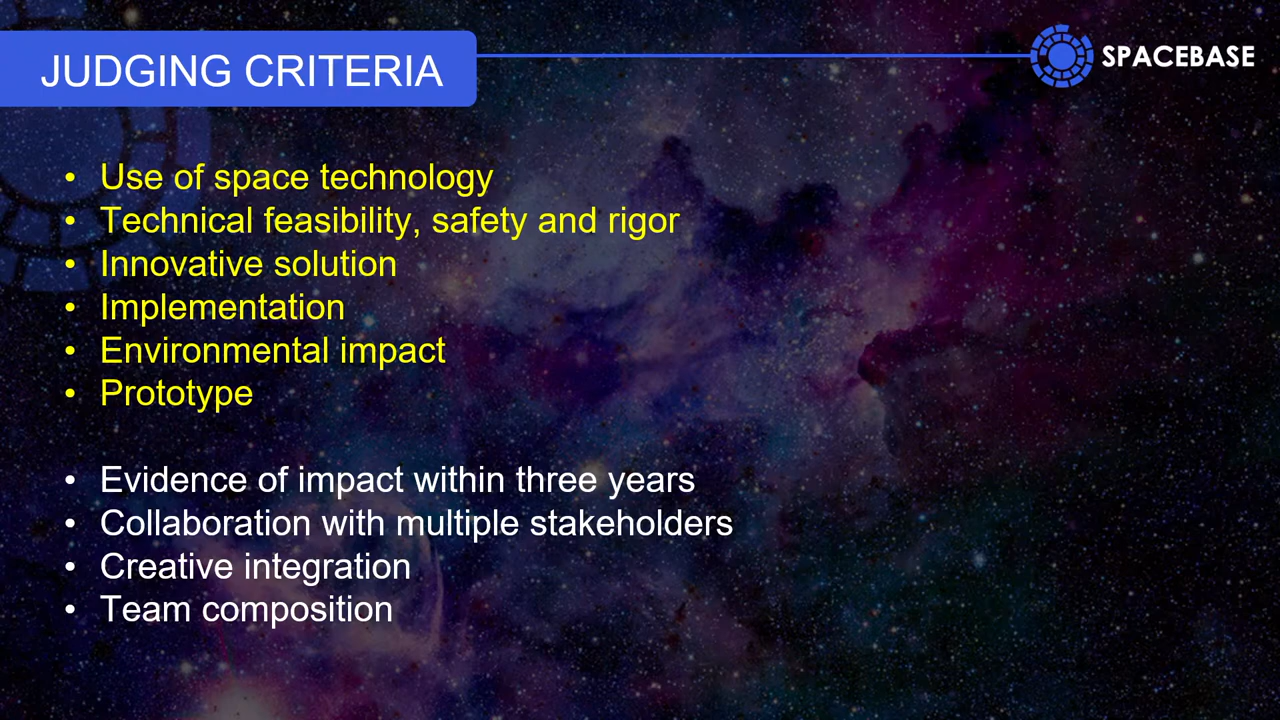 JUDGING CRITERIA
SPACEBASE
• Use of space technology
• Technical feasibility, safety and rigor
• Innovative solution
• Implementation
• Environmental impact
• Prototype
• Evidence of impact within three years
• Collaboration with multiple stakeholders
• Creative integration
• Team composition